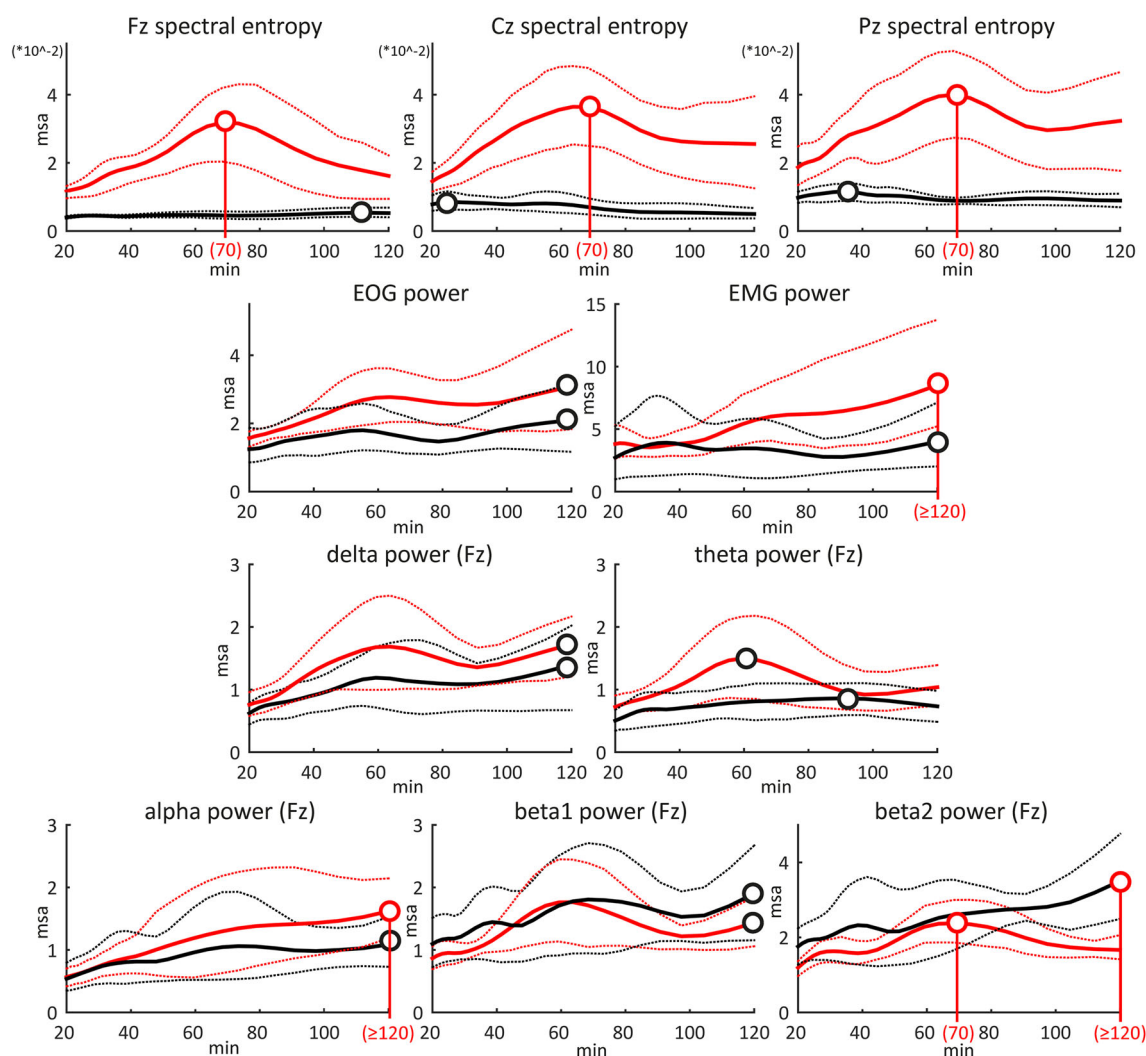 Fz spectral entropy
Cz spectral entropy
Pz spectral entropy
(*10^-2)
(*10^-2)
(*10^-2)
msa
4
2
0
20 40 60 (70) 80 100 120
min
msa
4
2
0
20 40 60 (70) 80 100 120
min
msa
4
2
0
20 40 60 (70) 80 100 120
min
EOG power
EMG power
msa
4
2
0
20 40 60 80 100 120
min
msa
15
10
5
0
20 40 60 80 100 (≥120)
min
delta power (Fz)
theta power (Fz)
msa
3
2
1
0
20 40 60 80 100 120
min
msa
3
2
1
0
20 40 60 80 100 120
min
alpha power (Fz)
beta1 power (Fz)
beta2 power (Fz)
msa
3
2
1
0
20 40 60 80 100 (≥120)
min
msa
3
2
1
0
20 40 60 80 100 120
min
msa
4
2
0
20 40 60 (70) 80 100 (≥120)
min